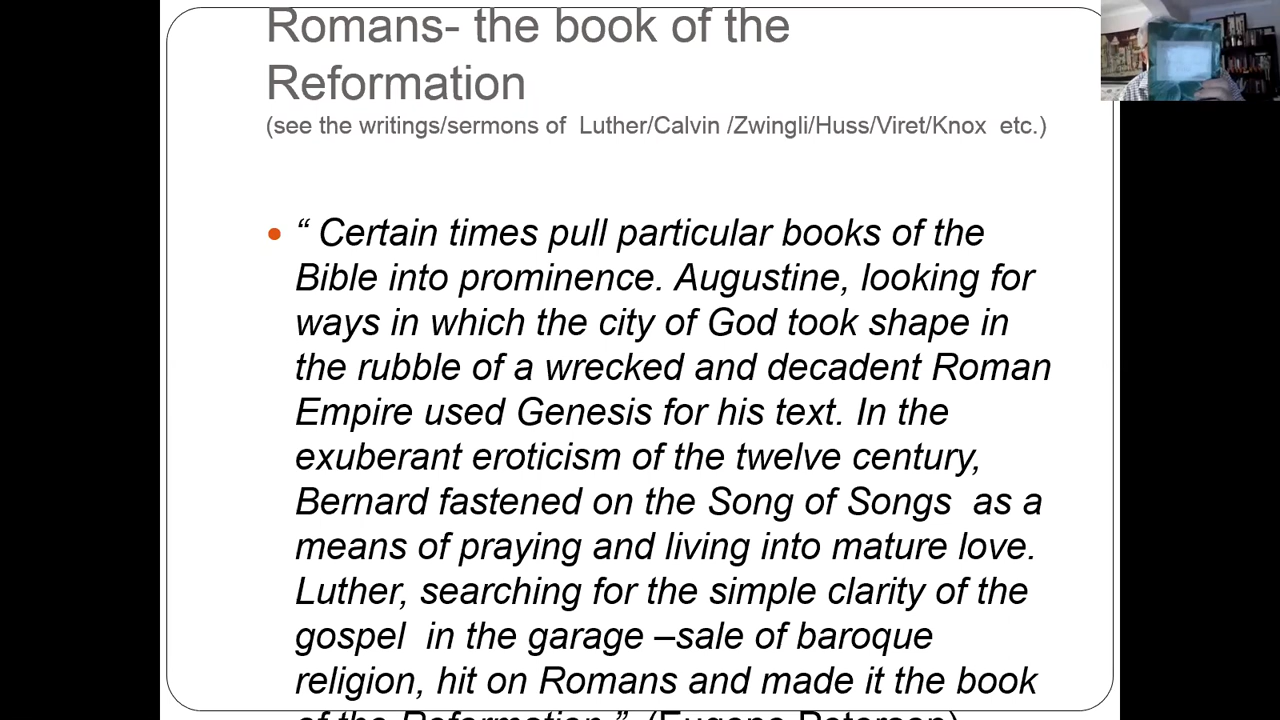 Romans- the book of the
Reformation
(see the writings/sermons of Luther/Calvin /Zwingli/Huss/Viret/Knox etc.)
• “ Certain times pull particular books of the
Bible into prominence. Augustine, looking for
ways in which the city of God took shape in
the rubble of a wrecked and decadent Roman
Empire used Genesis for his text. In the
exuberant eroticism of the twelve century,
Bernard fastened on the Song of Songs as a
means of praying and living into mature love.
Luther, searching for the simple clarity of the
gospel in the garage –sale of baroque
religion, hit on Romans and made it the book
of the Reformation.” (Eugene Peterson)